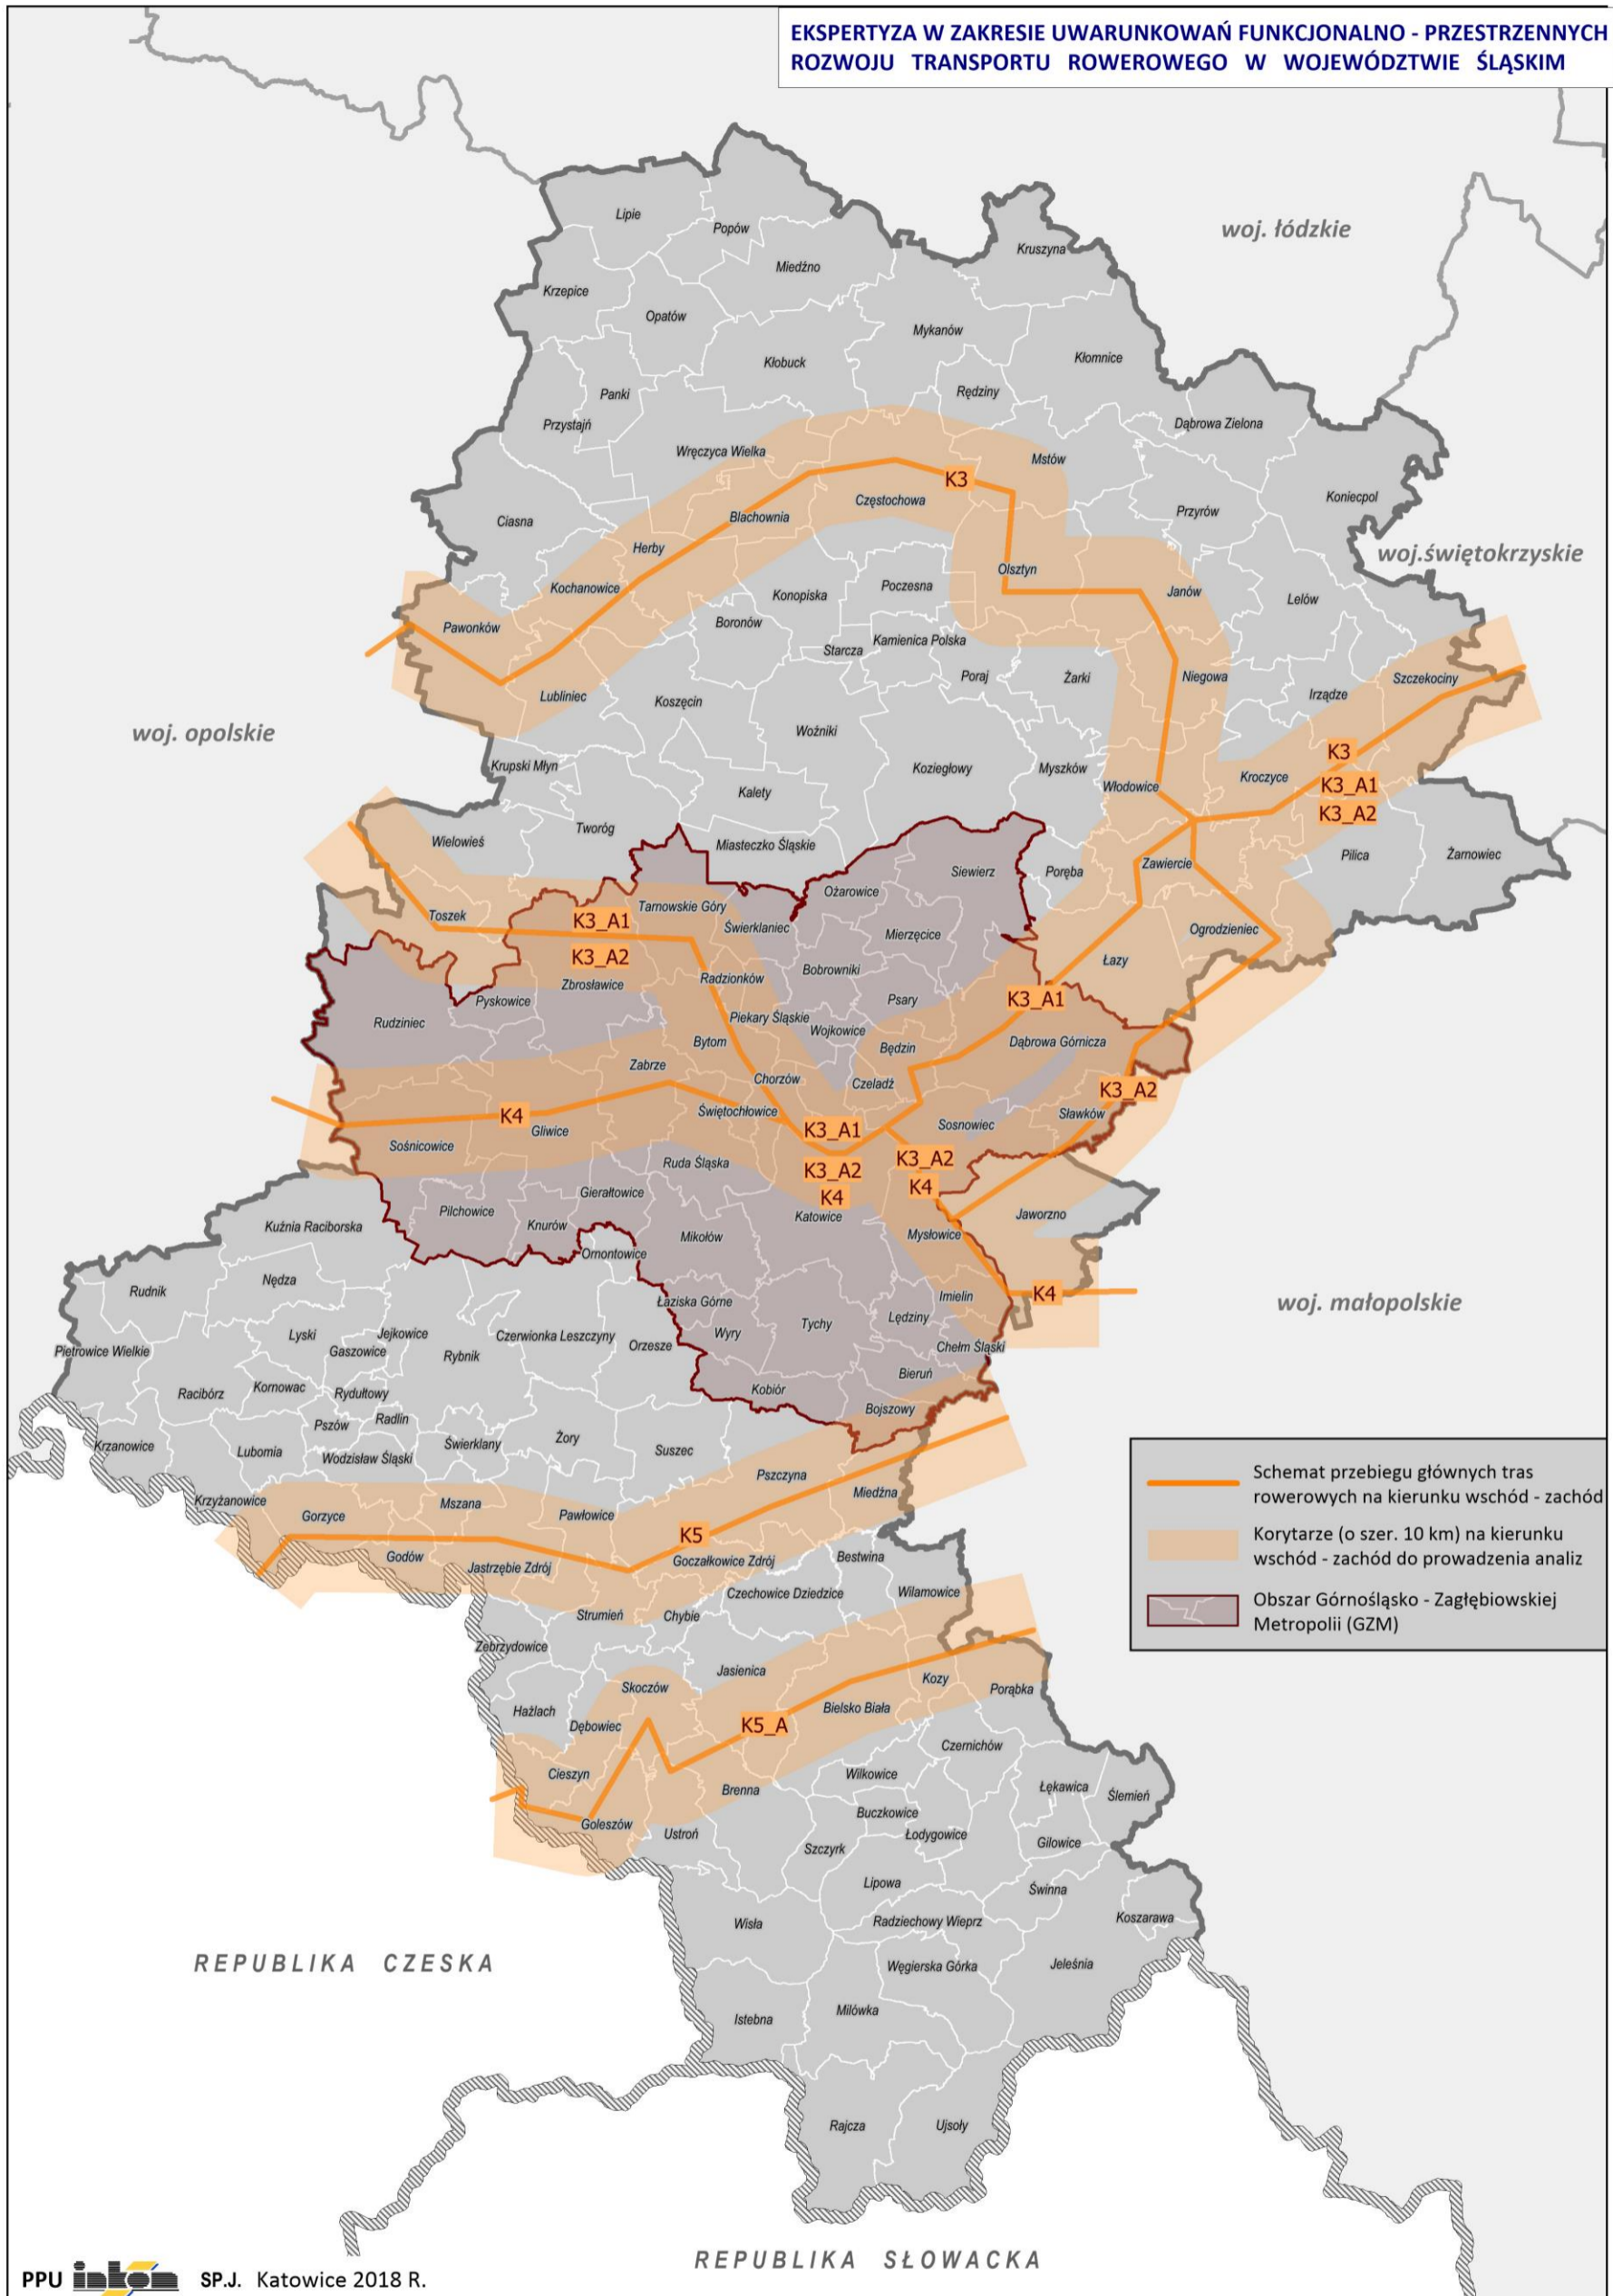 EKSPERTYZA W ZAKRESIE UWARUNKOWAŃ FUNKCJONALNO - PRZESTRZENNYCH
ROZWOJU TRANSPORTU ROWEROWEGO W WOJEWÓDZTWIE ŚLĄSKIM
Lipie
Popów
woj. łódzkie
Kruszyna
Miedźno
Krzepice
Opatów
Mykanów
Kłomnice
Kłobuck
Panki
Rędziny
Przystajń
Dąbrowa Zielona
Wręczyca Wielka
Mstów
K3
Częstochowa
Koniecpol
Blachownia
Przyrów
Ciasna
Herby
woj.świętokrzyskie
Olsztyn
Kochanowice
Poczesna
Janów
Konopiska
Lelów
Boronów
Pawonków
Kamienica Polska
Starcza
Poraj
Żarki
Niegowa
Szczekociny
Lubliniec
Koszęcin
Irządze
woj. opolskie
Woźniki
K3
Krupski Młyn
Koziegłowy
Myszków
Kroczyce
K3_A1
Włodowice
Kalety
K3_A2
Tworóg
Wielowieś
Miasteczko Śląskie
Pilica
Żarnowiec
Zawiercie
Siewierz
Poręba
Ożarowice
Tarnowskie Góry
Toszek
K3_A1
Świerklaniec
Mierzęcice
Ogrodzieniec
K3_A2
Łazy
Bobrowniki
Radzionków
Zbrosławice
Pyskowice
Psary
K3_A1
Piekary Śląskie
Rudziniec
Wojkowice
Bytom
Będzin
Dąbrowa Górnicza
Zabrze
Chorzów
Czeladź
K3_A2
Świętochłowice
K4
Sławków
Gliwice
K3_A1
Sosnowiec
Sośnicowice
Ruda Śląska
K3_A2
K3_A2
Gierałtowice
K4
K4
Pilchowice
Katowice
Jaworzno
Knurów
Kuźnia Raciborska
Mikołów
Mysłowice
Ornontowice
Nędza
Rudnik
Imielin
K4
woj. małopolskie
Łaziska Górne
Lędziny
Tychy
Lyski
Jejkowice
Czerwionka Leszczyny
Wyry
Orzesze
Chełm Śląski
Pietrowice Wielkie
Gaszowice
Rybnik
Bieruń
Kornowac
Racibórz
Rydułtowy
Kobiór
Bojszowy
Radlin
Pszów
Krzanowice
Lubomia
Wodzisław Śląski
Świerklany
Żory
Suszec
Pszczyna
Miedźna
Krzyżanowice
Mszana
Gorzyce
Pawłowice
K5
Godów
Jastrzębie Zdrój
Goczałkowice Zdrój
Bestwina
Czechowice Dziedzice
Wilamowice
Strumień
Chybie
Zebrzydowice
Jasienica
Skoczów
Kozy
Porąbka
Hażlach
Dębowiec
Bielsko Biała
K5_A
Czernichów
Cieszyn
Wilkowice
Brenna
Łękawica
Ślemień
Buczkowice
Goleszów
Ustroń
Łodygowice
Gilowice
Szczyrk
Lipowa
Świnna
Wisła
Radziechowy Wieprz
Koszarawa
Węgierska Górka
Jeleśnia
Istebna
Milówka
Rajcza
Ujsoły
Schemat przebiegu głównych tras
rowerowych na kierunku wschód - zachód
Korytarze (o szer. 10 km) na kierunku
wschód - zachód do prowadzenia analiz
Obszar Górnośląsko - Zagłębiowskiej
Metropolii (GZM)
REPUBLIKA CZESKA
REPUBLIKA SŁOWACKA
PPU inkom SP.J. Katowice 2018 R.